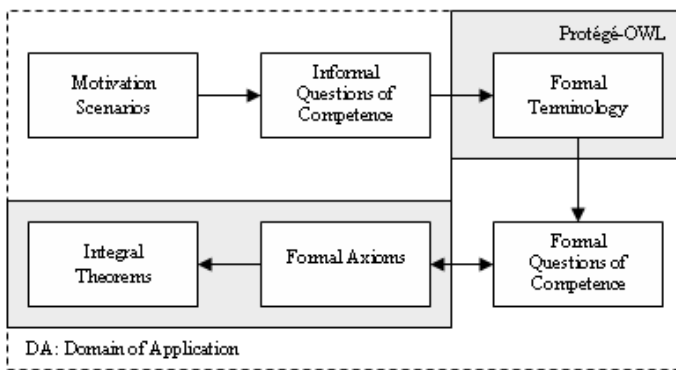 Protégé-OWL
Motivation
Scenarios
Informal
Questions of
Competence
Formal
Terminology
Integral
Theorems
Formal Axioms
Formal
Questions of
Competence
DA: Domain of Application